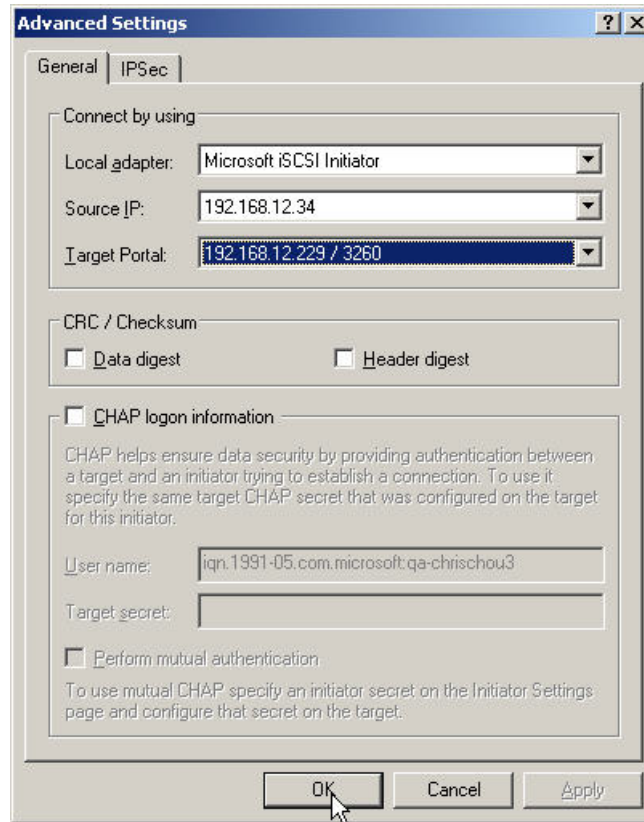 Advanced Settings
General
IPSec
Connect by using
Local adapter:
Microsoft iSCSI Initiator
Source IP:
192.168.12.34
Target Portal:
192.168.12.229 / 3260
CRC / Checksum
Data digest
Header digest
CHAP logon information
CHAP helps ensure data security by providing authentication between
a target and an initiator trying to establish a connection. To use it
specify the same target CHAP secret that was configured on the target
for this initiator.
User name:
iqn.1991-05.com.microsoft:qa-chrischou3
Target secret:
Perform mutual authentication
To use mutual CHAP specify an initiator secret on the Initiator Settings
page and configure that secret on the target.
OK
Cancel
Apply